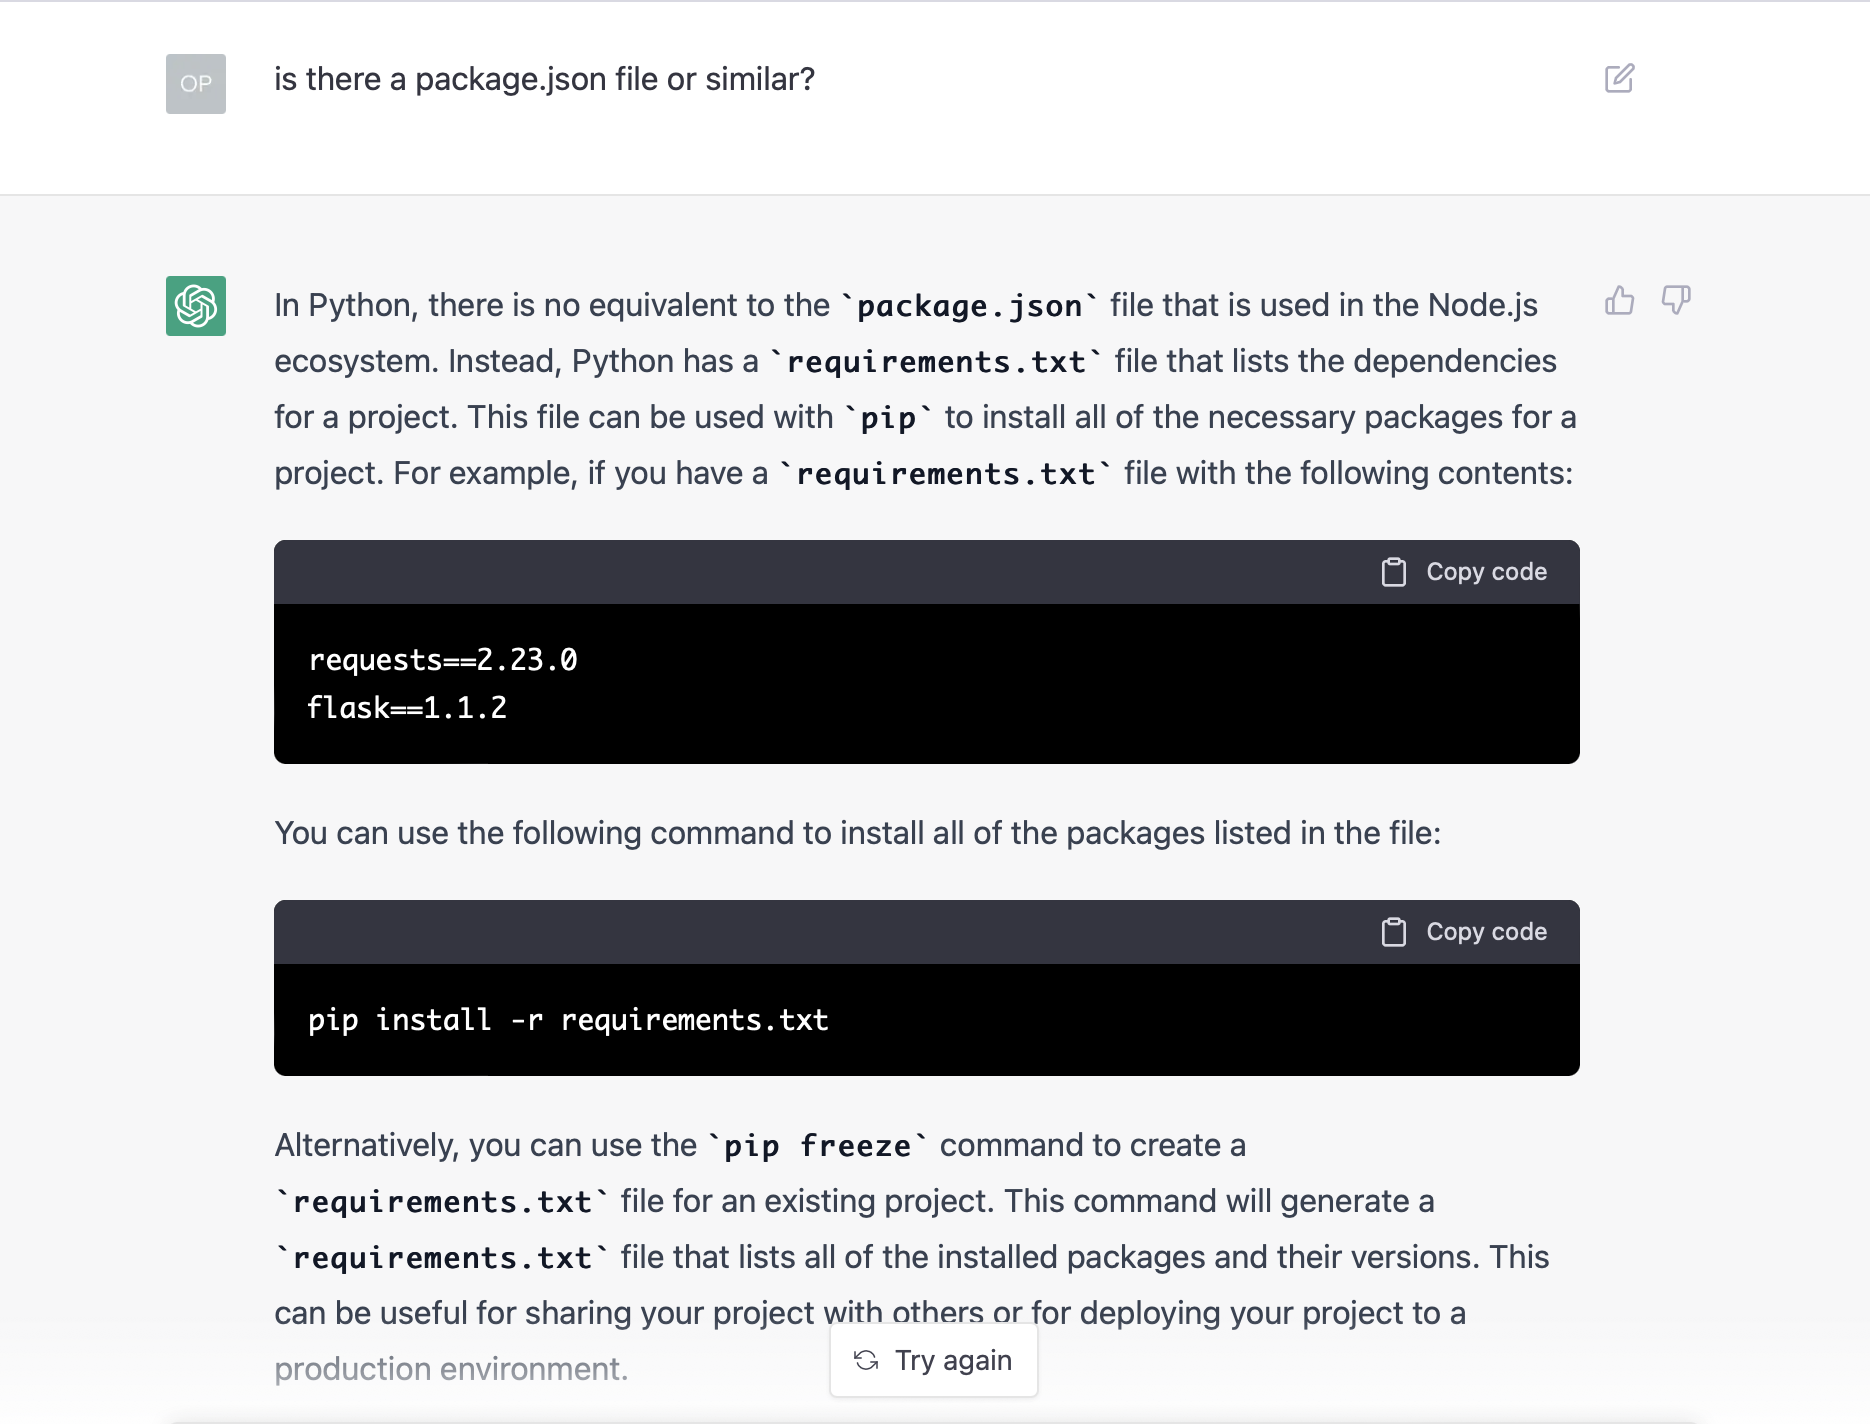 OP
is there a package.json file or similar?
In Python, there is no equivalent to the `package.json` file that is used in the Node.js
ecosystem. Instead, Python has a `requirements.txt` file that lists the dependencies
for a project. This file can be used with `pip` to install all of the necessary packages for a
project. For example, if you have a `requirements.txt` file with the following contents:
Copy code
requests==2.23.0
flask==1.1.2
You can use the following command to install all of the packages listed in the file:
Copy code
pip install -r requirements.txt
Alternatively, you can use the `pip freeze` command to create a
`requirements.txt` file for an existing project. This command will generate a
`requirements.txt` file that lists all of the installed packages and their versions. This
can be useful for sharing your project with others or for deploying your project to a
production environment.
Try again